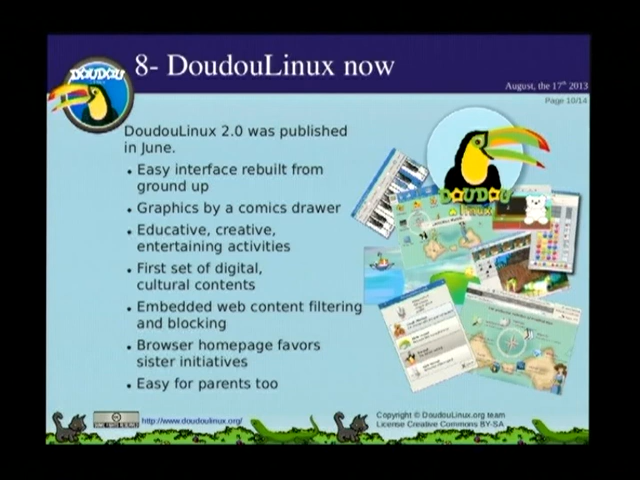 DOUDOU
8- DoudouLinux now
August, the 17th 2013
Page 10/14
DoudouLinux 2.0 was published
in June.
• Easy interface rebuilt from
ground up
• Graphics by a comics drawer
• Educative, creative,
entertaining activities
• First set of digital,
cultural contents
• Embedded web content filtering
and blocking
• Browser homepage favors
sister initiatives
• Easy for parents too
DOUDOU
linux
http://www.doudoulinux.org/
SOME RIGHTS RESERVED
Copyright © DoudouLinux.org team
License Creative Commons BY-SA